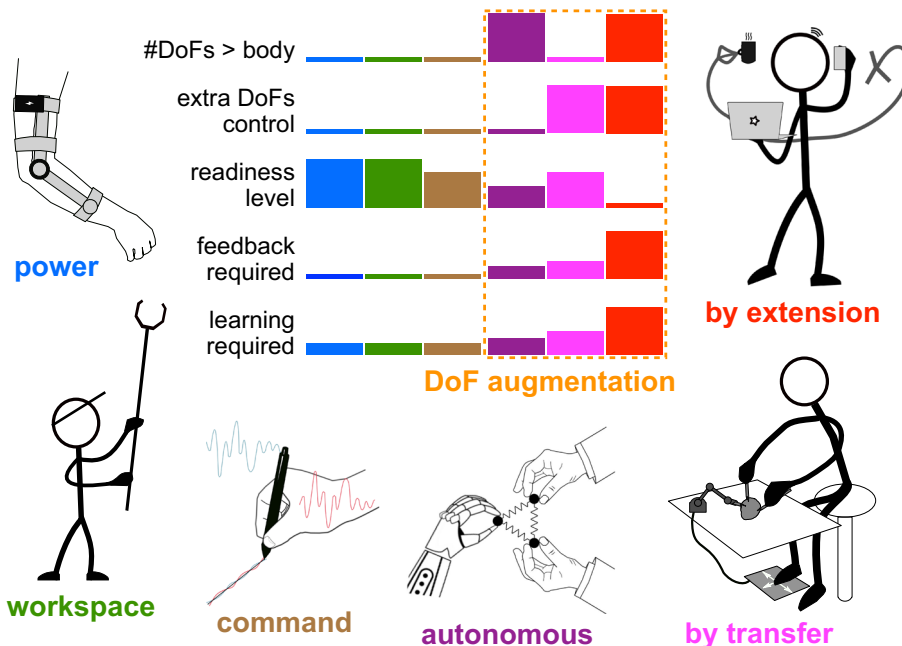 #DoFs > body
extra DoFs
control
readiness
level
feedback
required
learning
required
DoF augmentation
power
by extension
workspace
command
autonomous
by transfer